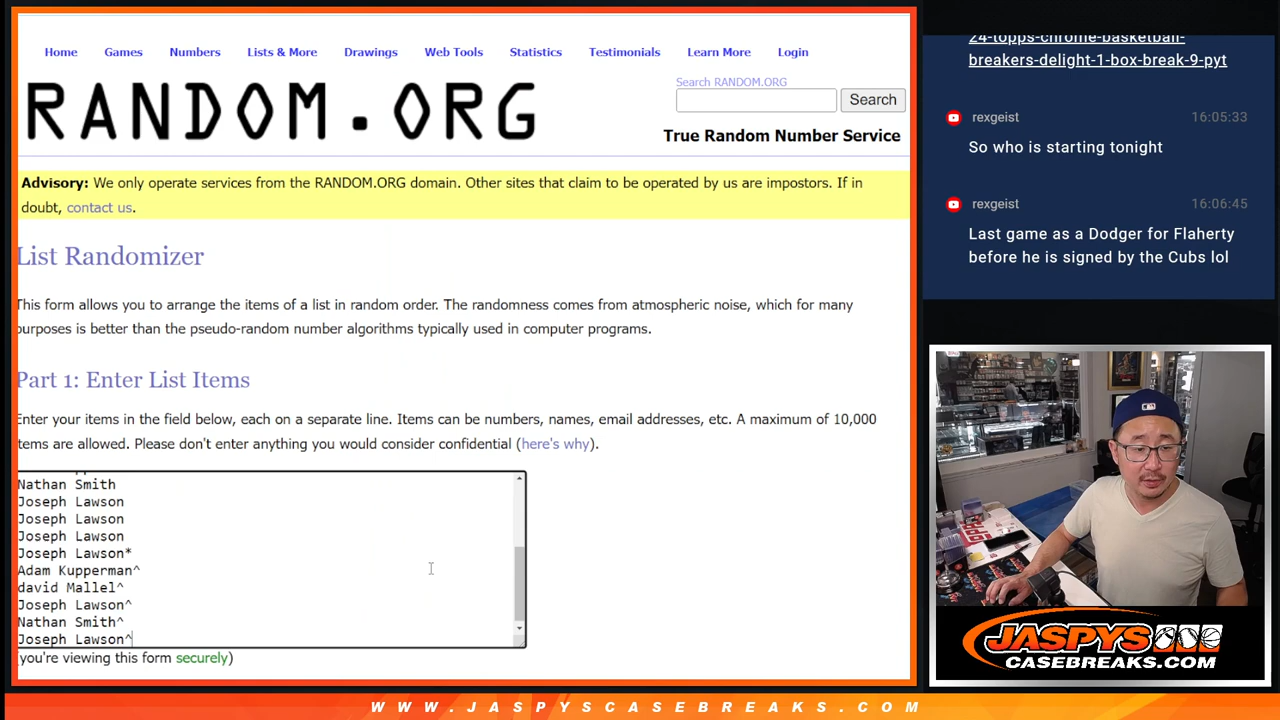 Home Games Numbers Lists & More Drawings Web Tools Statistics Testimonials Learn More Login
RANDOM.ORG
Search RANDOM.ORG
Search
True Random Number Service
Advisory: We only operate services from the RANDOM.ORG domain. Other sites that claim to be operated by us are impostors. If in
doubt, contact us.
List Randomizer
This form allows you to arrange the items of a list in random order. The randomness comes from atmospheric noise, which for many
purposes is better than the pseudo-random number algorithms typically used in computer programs.
Part 1: Enter List Items
Enter your items in the field below, each on a separate line. Items can be numbers, names, email addresses, etc. A maximum of 10,000
items are allowed. Please don't enter anything you would consider confidential (here's why).
Nathan Smith
Joseph Lawson
Joseph Lawson
Joseph Lawson
Joseph Lawson*
Adam Kupperman^
david Mallel^
Joseph Lawson^
Nathan Smith^
Joseph Lawson^
(you're viewing this form securely)
24-topps-chrome-basketball-
breakers-delight-1-box-break-9-pyt
rexgeist 16:05:33
So who is starting tonight
rexgeist 16:06:45
Last game as a Dodger for Flaherty
before he is signed by the Cubs lol
JASPYS
CASEBREAKS.COM
WWW.JASPYSCASEBREAKS.COM